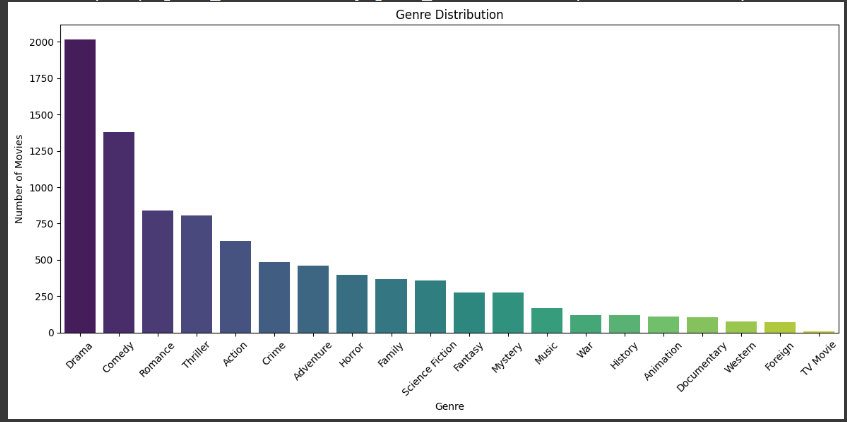 Genre Distribution
2000
1750
1500
1250
1000
750
500
250
0
Number of Movies
Drama
Comedy
Romance
Thriller
Action
Crime
Adventure
Horror
Family
Science Fiction
Fantasy
Mystery
Music
War
History
Animation
Documentary
Western
Foreign
TV Movie
Genre